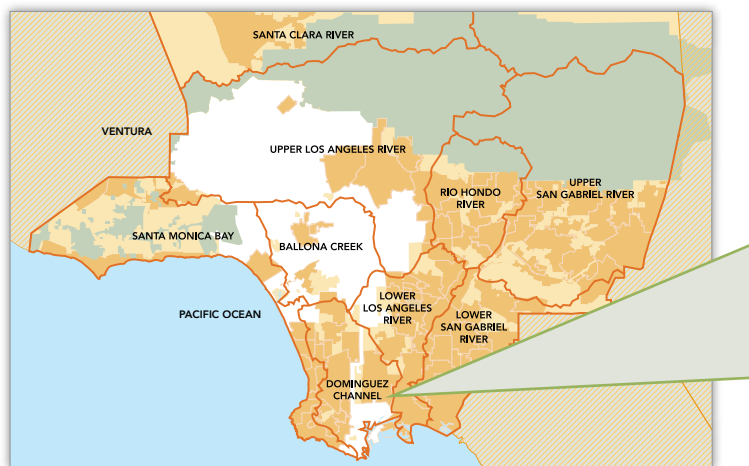 SANTA CLARA RIVER
VENTURA
UPPER LOS ANGELES RIVER
RIO HONDO
RIVER
UPPER
SAN GABRIEL RIVER
SANTA MONICA BAY
BALLONA CREEK
PACIFIC OCEAN
LOWER
LOS ANGELES
RIVER
LOWER
SAN GABRIEL
RIVER
DOMINGUEZ
CHANNEL